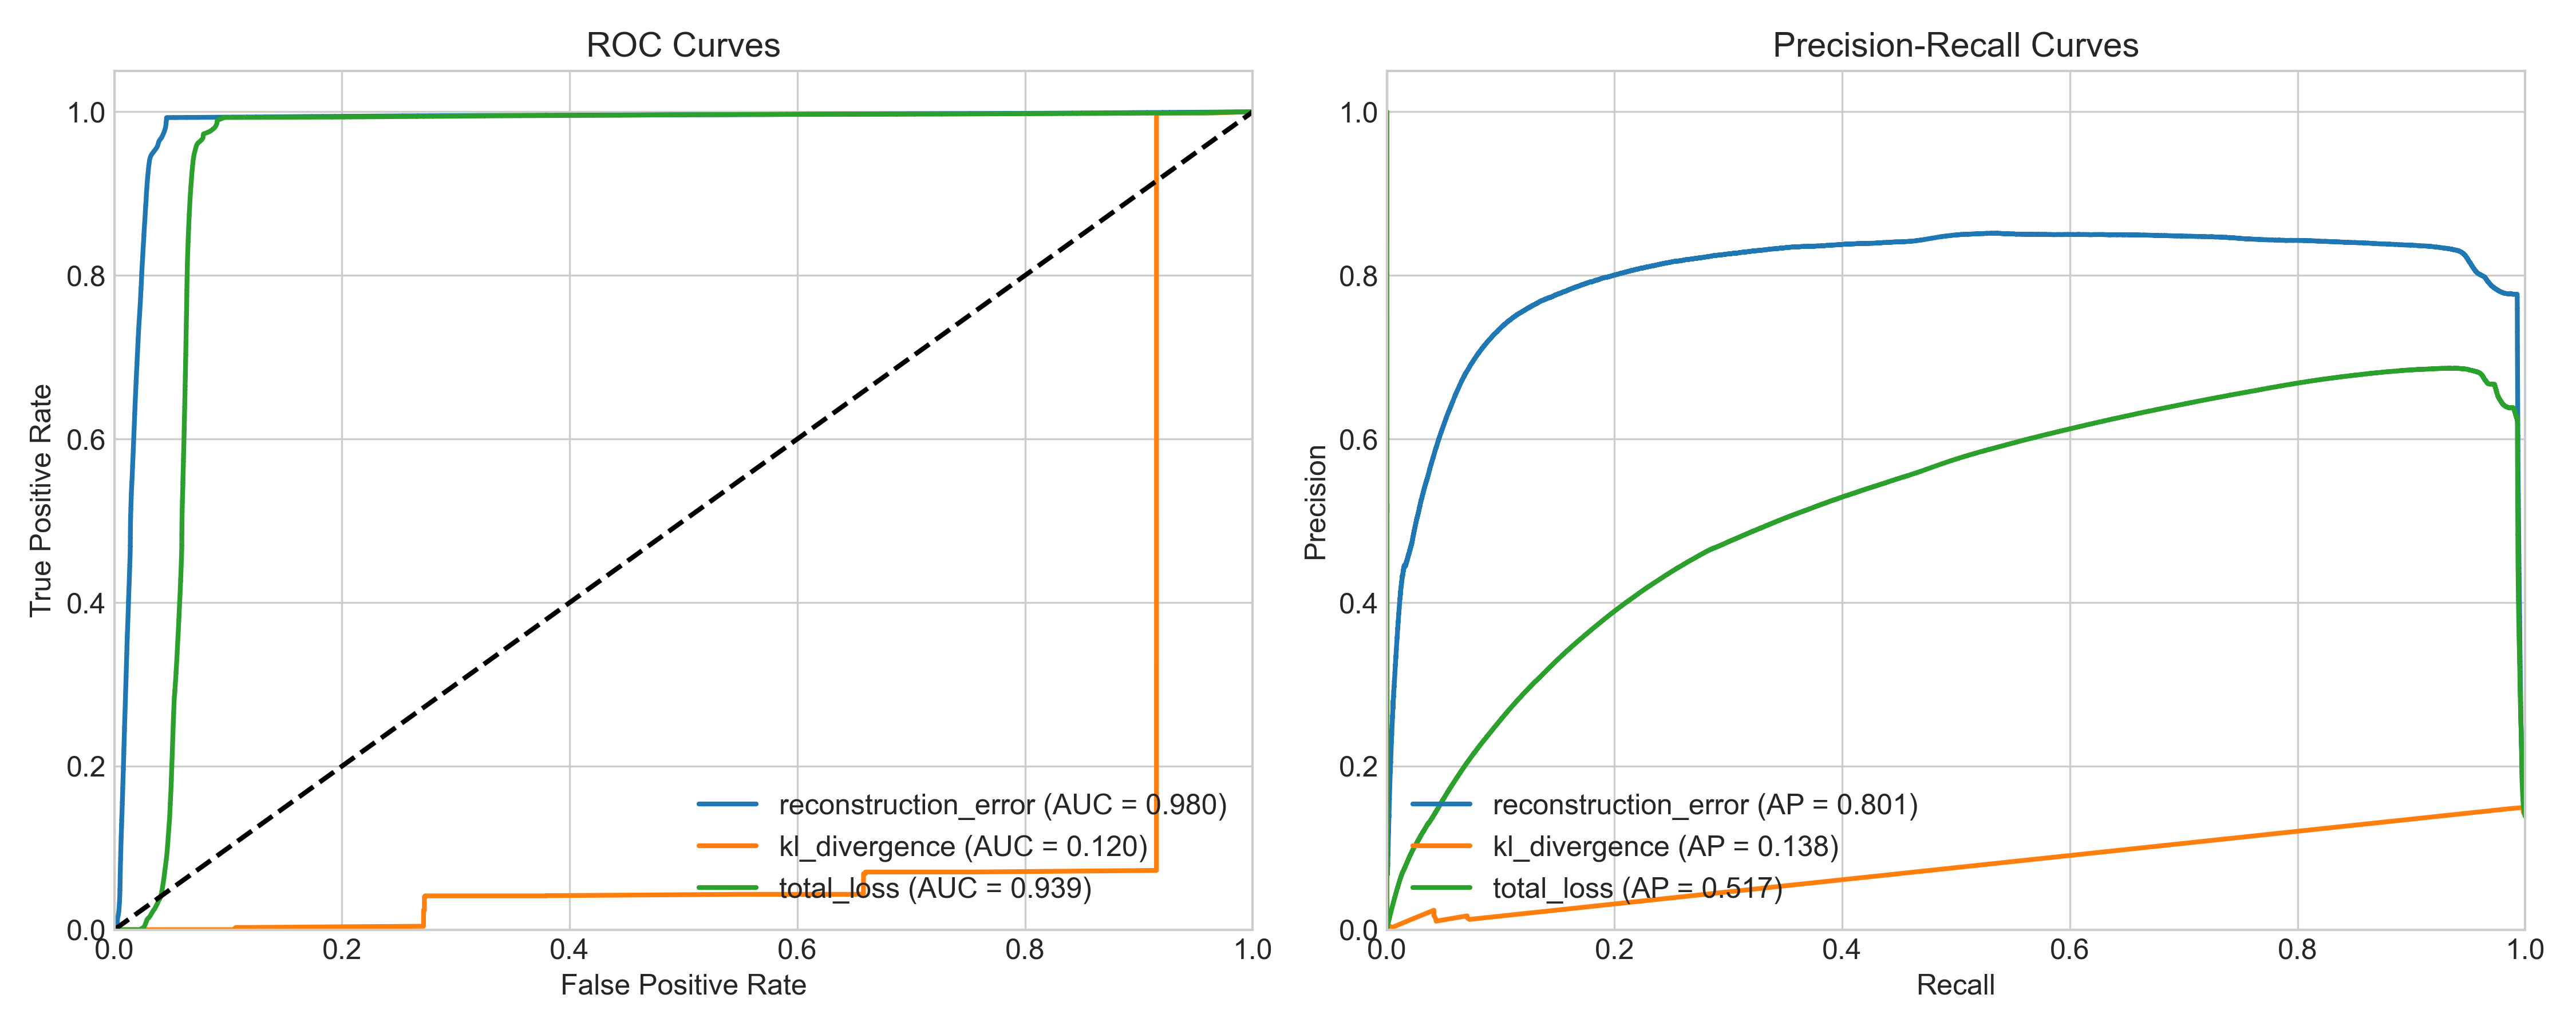 ROC Curves
1.0
0.8
0.6
0.4
0.2
0.0
True Positive Rate
0.0 0.2 0.4 0.6 0.8 1.0
False Positive Rate
reconstruction_error (AUC = 0.980)
kl_divergence (AUC = 0.120)
total_loss (AUC = 0.939)
Precision-Recall Curves
1.0
0.8
0.6
0.4
0.2
0.0
Precision
0.0 0.2 0.4 0.6 0.8 1.0
Recall
reconstruction_error (AP = 0.801)
kl_divergence (AP = 0.138)
total_loss (AP = 0.517)